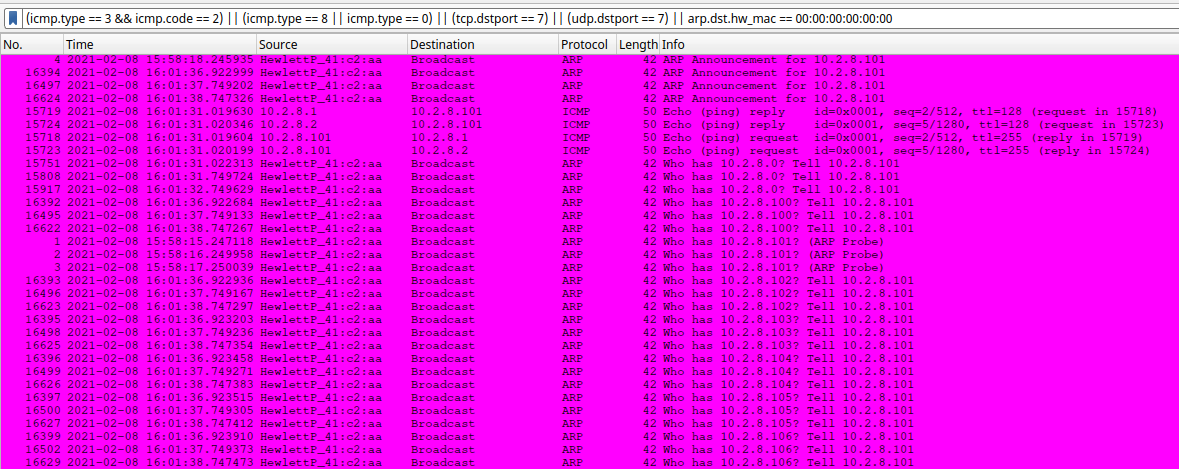 (icmp.type == 3 && icmp.code == 2) || (icmp.type == 8 || icmp.type == 0) || (tcp.dstport == 7) || (udp.dstport == 7) || arp.dst.hw_mac == 00:00:00:00:00:00
No. Time Source Destination Protocol Length Info
4 2021-02-08 15:58:18.245935 HewlettP_41:c2:aa Broadcast ARP 42 ARP Announcement for 10.2.8.101
16394 2021-02-08 16:01:36.922999 HewlettP_41:c2:aa Broadcast ARP 42 ARP Announcement for 10.2.8.101
16497 2021-02-08 16:01:37.749202 HewlettP_41:c2:aa Broadcast ARP 42 ARP Announcement for 10.2.8.101
16624 2021-02-08 16:01:38.747326 HewlettP_41:c2:aa Broadcast ARP 42 ARP Announcement for 10.2.8.101
15719 2021-02-08 16:01:31.019630 10.2.8.1 10.2.8.101 ICMP 50 Echo (ping) reply id=0x0001, seq=2/512, ttl=128 (request in 15718)
15724 2021-02-08 16:01:31.020346 10.2.8.2 10.2.8.101 ICMP 50 Echo (ping) reply id=0x0001, seq=5/1280, ttl=128 (request in 15723)
15718 2021-02-08 16:01:31.019604 10.2.8.101 10.2.8.1 ICMP 50 Echo (ping) request id=0x0001, seq=2/512, ttl=255 (reply in 15719)
15723 2021-02-08 16:01:31.020199 10.2.8.101 10.2.8.2 ICMP 50 Echo (ping) request id=0x0001, seq=5/1280, ttl=255 (reply in 15724)
15751 2021-02-08 16:01:31.022313 HewlettP_41:c2:aa Broadcast ARP 42 Who has 10.2.8.0? Tell 10.2.8.101
15808 2021-02-08 16:01:31.749724 HewlettP_41:c2:aa Broadcast ARP 42 Who has 10.2.8.0? Tell 10.2.8.101
15917 2021-02-08 16:01:32.749629 HewlettP_41:c2:aa Broadcast ARP 42 Who has 10.2.8.0? Tell 10.2.8.101
16392 2021-02-08 16:01:36.922684 HewlettP_41:c2:aa Broadcast ARP 42 Who has 10.2.8.100? Tell 10.2.8.101
16495 2021-02-08 16:01:37.749133 HewlettP_41:c2:aa Broadcast ARP 42 Who has 10.2.8.100? Tell 10.2.8.101
16622 2021-02-08 16:01:38.747267 HewlettP_41:c2:aa Broadcast ARP 42 Who has 10.2.8.100? Tell 10.2.8.101
1 2021-02-08 15:58:15.247118 HewlettP_41:c2:aa Broadcast ARP 42 Who has 10.2.8.101? (ARP Probe)
2 2021-02-08 15:58:16.249958 HewlettP_41:c2:aa Broadcast ARP 42 Who has 10.2.8.101? (ARP Probe)
3 2021-02-08 15:58:17.250039 HewlettP_41:c2:aa Broadcast ARP 42 Who has 10.2.8.101? (ARP Probe)
16393 2021-02-08 16:01:36.922936 HewlettP_41:c2:aa Broadcast ARP 42 Who has 10.2.8.102? Tell 10.2.8.101
16496 2021-02-08 16:01:37.749167 HewlettP_41:c2:aa Broadcast ARP 42 Who has 10.2.8.102? Tell 10.2.8.101
16623 2021-02-08 16:01:38.747297 HewlettP_41:c2:aa Broadcast ARP 42 Who has 10.2.8.102? Tell 10.2.8.101
16395 2021-02-08 16:01:36.923203 HewlettP_41:c2:aa Broadcast ARP 42 Who has 10.2.8.103? Tell 10.2.8.101
16498 2021-02-08 16:01:37.749236 HewlettP_41:c2:aa Broadcast ARP 42 Who has 10.2.8.103? Tell 10.2.8.101
16625 2021-02-08 16:01:38.747354 HewlettP_41:c2:aa Broadcast ARP 42 Who has 10.2.8.103? Tell 10.2.8.101
16396 2021-02-08 16:01:36.923458 HewlettP_41:c2:aa Broadcast ARP 42 Who has 10.2.8.104? Tell 10.2.8.101
16499 2021-02-08 16:01:37.749271 HewlettP_41:c2:aa Broadcast ARP 42 Who has 10.2.8.104? Tell 10.2.8.101
16626 2021-02-08 16:01:38.747383 HewlettP_41:c2:aa Broadcast ARP 42 Who has 10.2.8.104? Tell 10.2.8.101
16397 2021-02-08 16:01:36.923515 HewlettP_41:c2:aa Broadcast ARP 42 Who has 10.2.8.105? Tell 10.2.8.101
16500 2021-02-08 16:01:37.749305 HewlettP_41:c2:aa Broadcast ARP 42 Who has 10.2.8.105? Tell 10.2.8.101
16627 2021-02-08 16:01:38.747412 HewlettP_41:c2:aa Broadcast ARP 42 Who has 10.2.8.105? Tell 10.2.8.101
16399 2021-02-08 16:01:36.923910 HewlettP_41:c2:aa Broadcast ARP 42 Who has 10.2.8.106? Tell 10.2.8.101
16502 2021-02-08 16:01:37.749373 HewlettP_41:c2:aa Broadcast ARP 42 Who has 10.2.8.106? Tell 10.2.8.101
16629 2021-02-08 16:01:38.747473 HewlettP_41:c2:aa Broadcast ARP 42 Who has 10.2.8.106? Tell 10.2.8.101